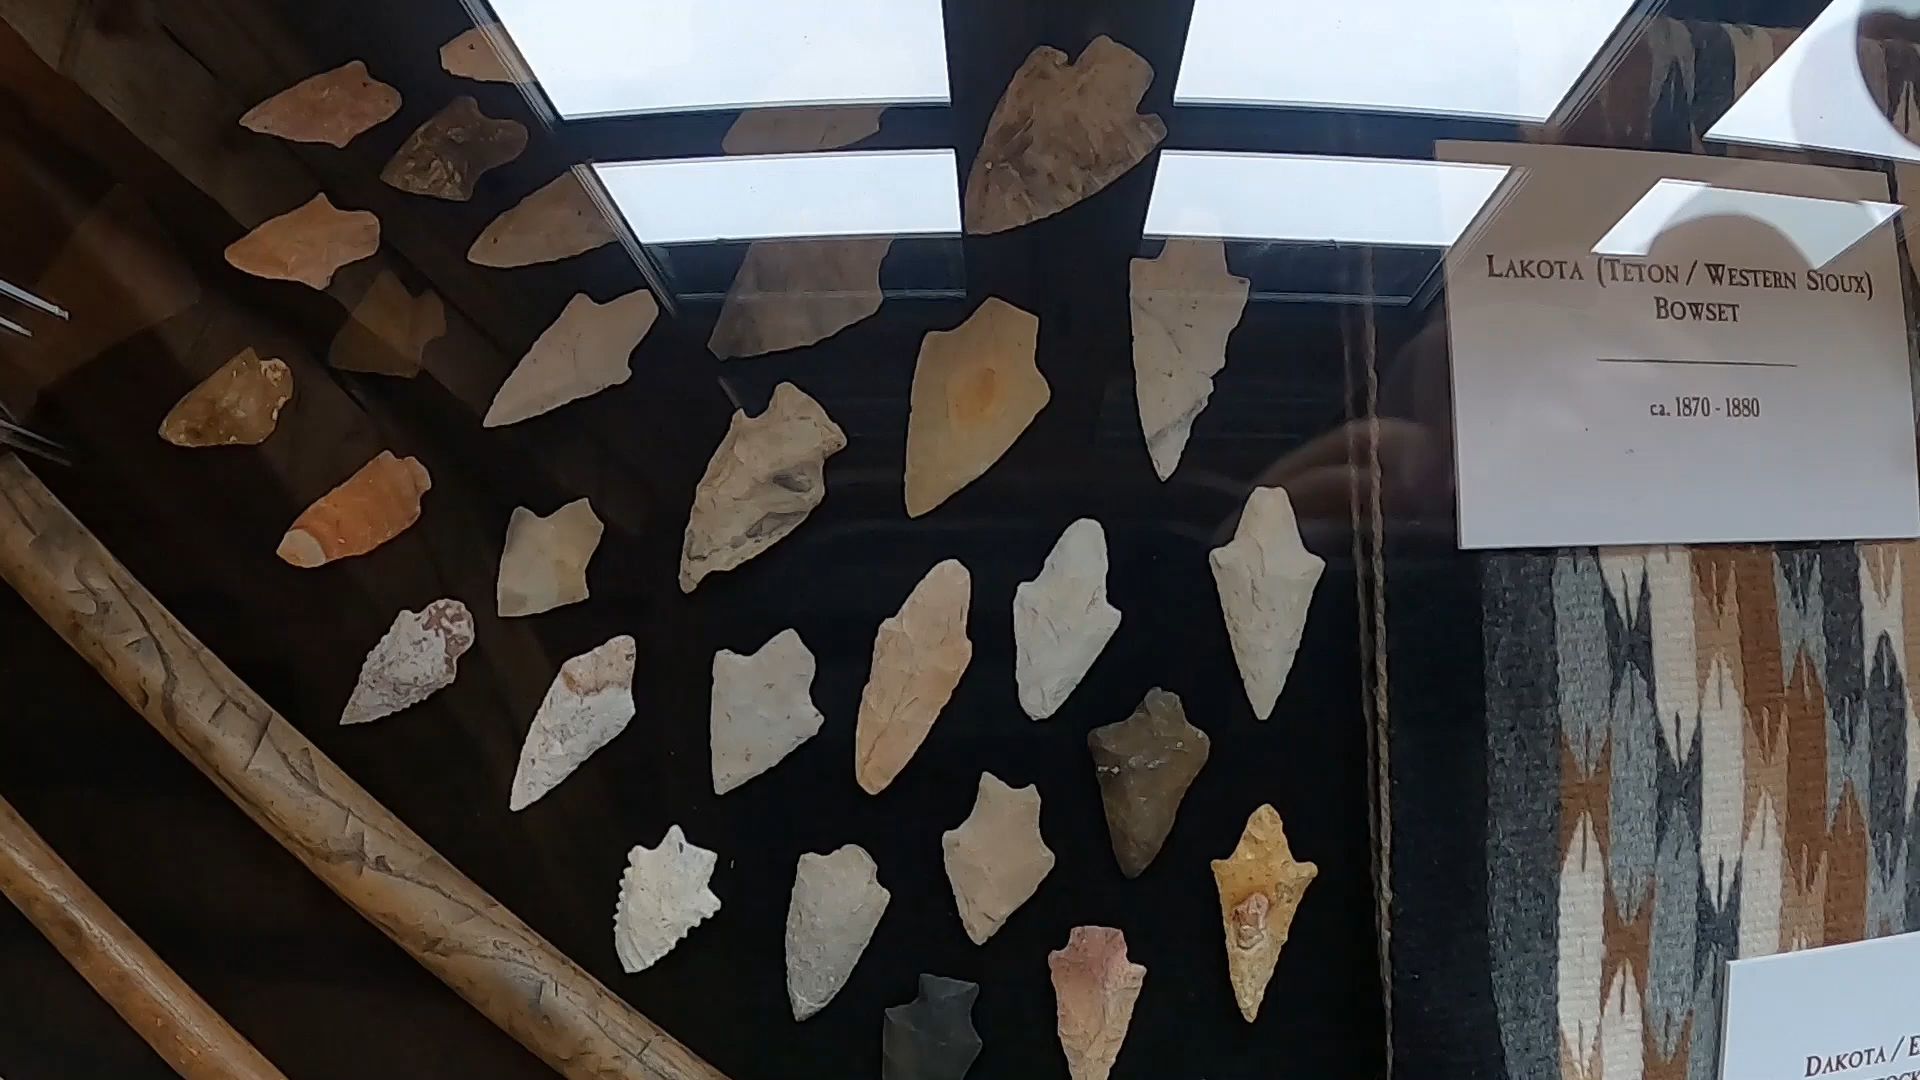 LAKOTA (TETON / WESTERN SIOUX)
BOWSET
ca. 1870 - 1880
DAKOTA /